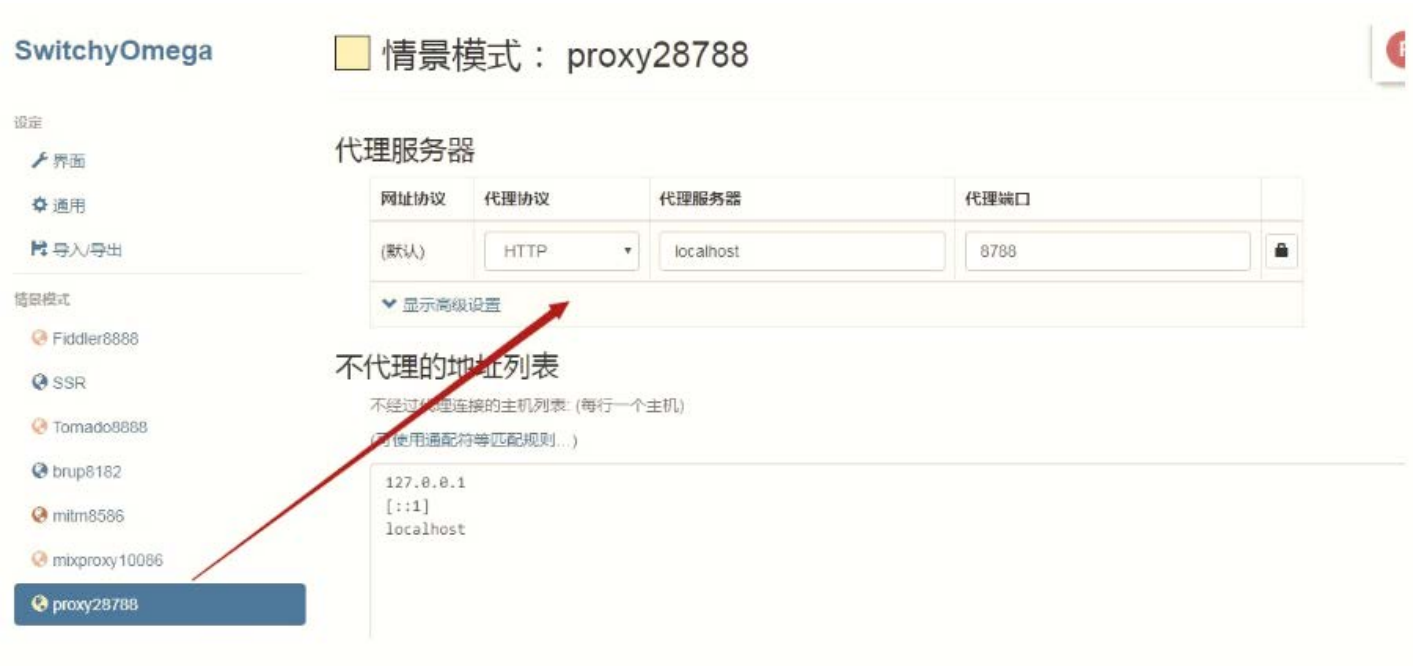 SwitchyOmega
设定
界面
通用
导入/导出
情景模式
Fiddler8888
SSR
Tornado8888
brup8182
mitm8586
mixproxy10086
proxy28788
情景模式： proxy28788
代理服务器
网址协议 代理协议 代理服务器 代理端口
(默认) HTTP localhost 8788
显示高级设置
不代理的地址列表
不经过代理连接的主机列表: (每行一个主机)
(可使用通配符等匹配规则...)
127.0.0.1
[::1]
localhost